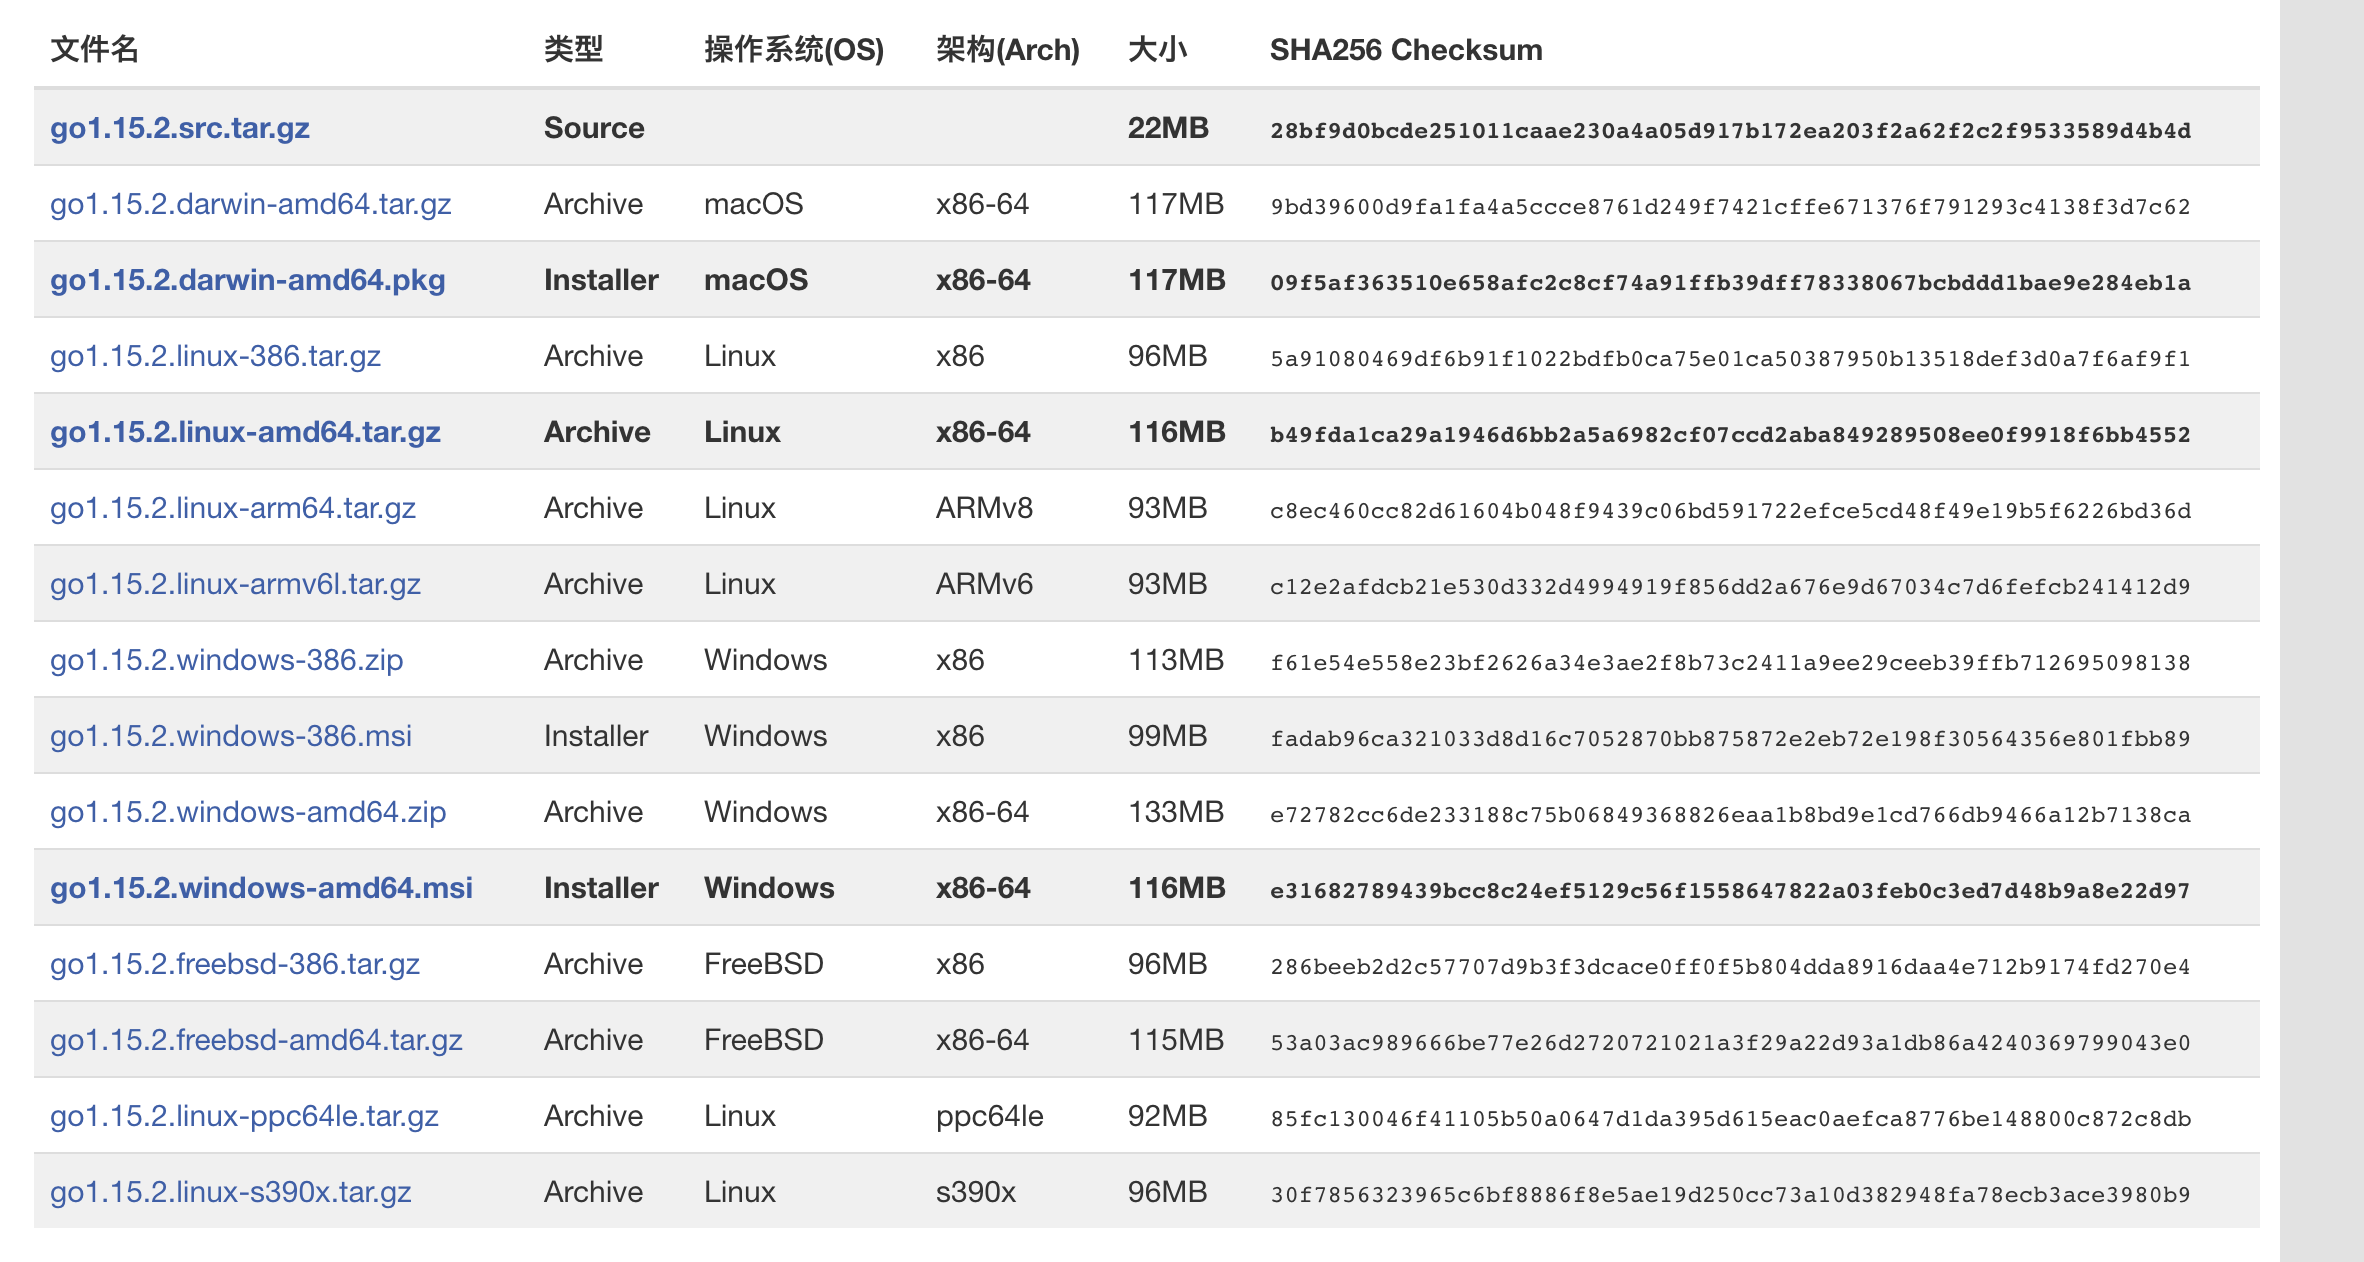 文件名 类型 操作系统(OS) 架构(Arch) 大小 SHA256 Checksum
go1.15.2.src.tar.gz Source 22MB 28bf9d0bcde251011caae230a4a05d917b172ea203f2a62f2c2f9533589d4b4d
go1.15.2.darwin-amd64.tar.gz Archive macOS x86-64 117MB 9bd39600d9fa1fa4a5ccce8761d249f7421cffe671376f791293c4138f3d7c62
go1.15.2.darwin-amd64.pkg Installer macOS x86-64 117MB 09f5af363510e658afc2c8cf74a91ffb39dff78338067bcbddd1bae9e284eb1a
go1.15.2.linux-386.tar.gz Archive Linux x86 96MB 5a91080469df6b91f1022bdfb0ca75e01ca50387950b13518def3d0a7f6af9f1
go1.15.2.linux-amd64.tar.gz Archive Linux x86-64 116MB b49fda1ca29a1946d6bb2a5a6982cf07ccd2aba849289508ee0f9918f6bb4552
go1.15.2.linux-arm64.tar.gz Archive Linux ARMv8 93MB c8ec460cc82d61604b048f9439c06bd591722efce5cd48f49e19b5f6226bd36d
go1.15.2.linux-armv6l.tar.gz Archive Linux ARMv6 93MB c12e2afdcb21e530d332d4994919f856dd2a676e9d67034c7d6fefcb241412d9
go1.15.2.windows-386.zip Archive Windows x86 113MB f61e54e558e23bf2626a34e3ae2f8b73c2411a9ee29ceeb39ffb712695098138
go1.15.2.windows-386.msi Installer Windows x86 99MB fadab96ca321033d8d16c7052870bb875872e2eb72e198f30564356e801fbb89
go1.15.2.windows-amd64.zip Archive Windows x86-64 133MB e72782cc6de233188c75b06849368826eaa1b8bd9e1cd766db9466a12b7138ca
go1.15.2.windows-amd64.msi Installer Windows x86-64 116MB e31682789439bcc8c24ef5129c56f1558647822a03feb0c3ed7d48b9a8e22d97
go1.15.2.freebsd-386.tar.gz Archive FreeBSD x86 96MB 286beeb2d2c57707d9b3f3dcace0ff0f5b804dda8916daa4e712b9174fd270e4
go1.15.2.freebsd-amd64.tar.gz Archive FreeBSD x86-64 115MB 53a03ac989666be77e26d2720721021a3f29a22d93a1db86a4240369799043e0
go1.15.2.linux-ppc64le.tar.gz Archive Linux ppc64le 92MB 85fc130046f41105b50a0647d1da395d615eac0aefca8776be148800c872c8db
go1.15.2.linux-s390x.tar.gz Archive Linux s390x 96MB 30f7856323965c6bf8886f8e5ae19d250cc73a10d382948fa78ecb3ace3980b9